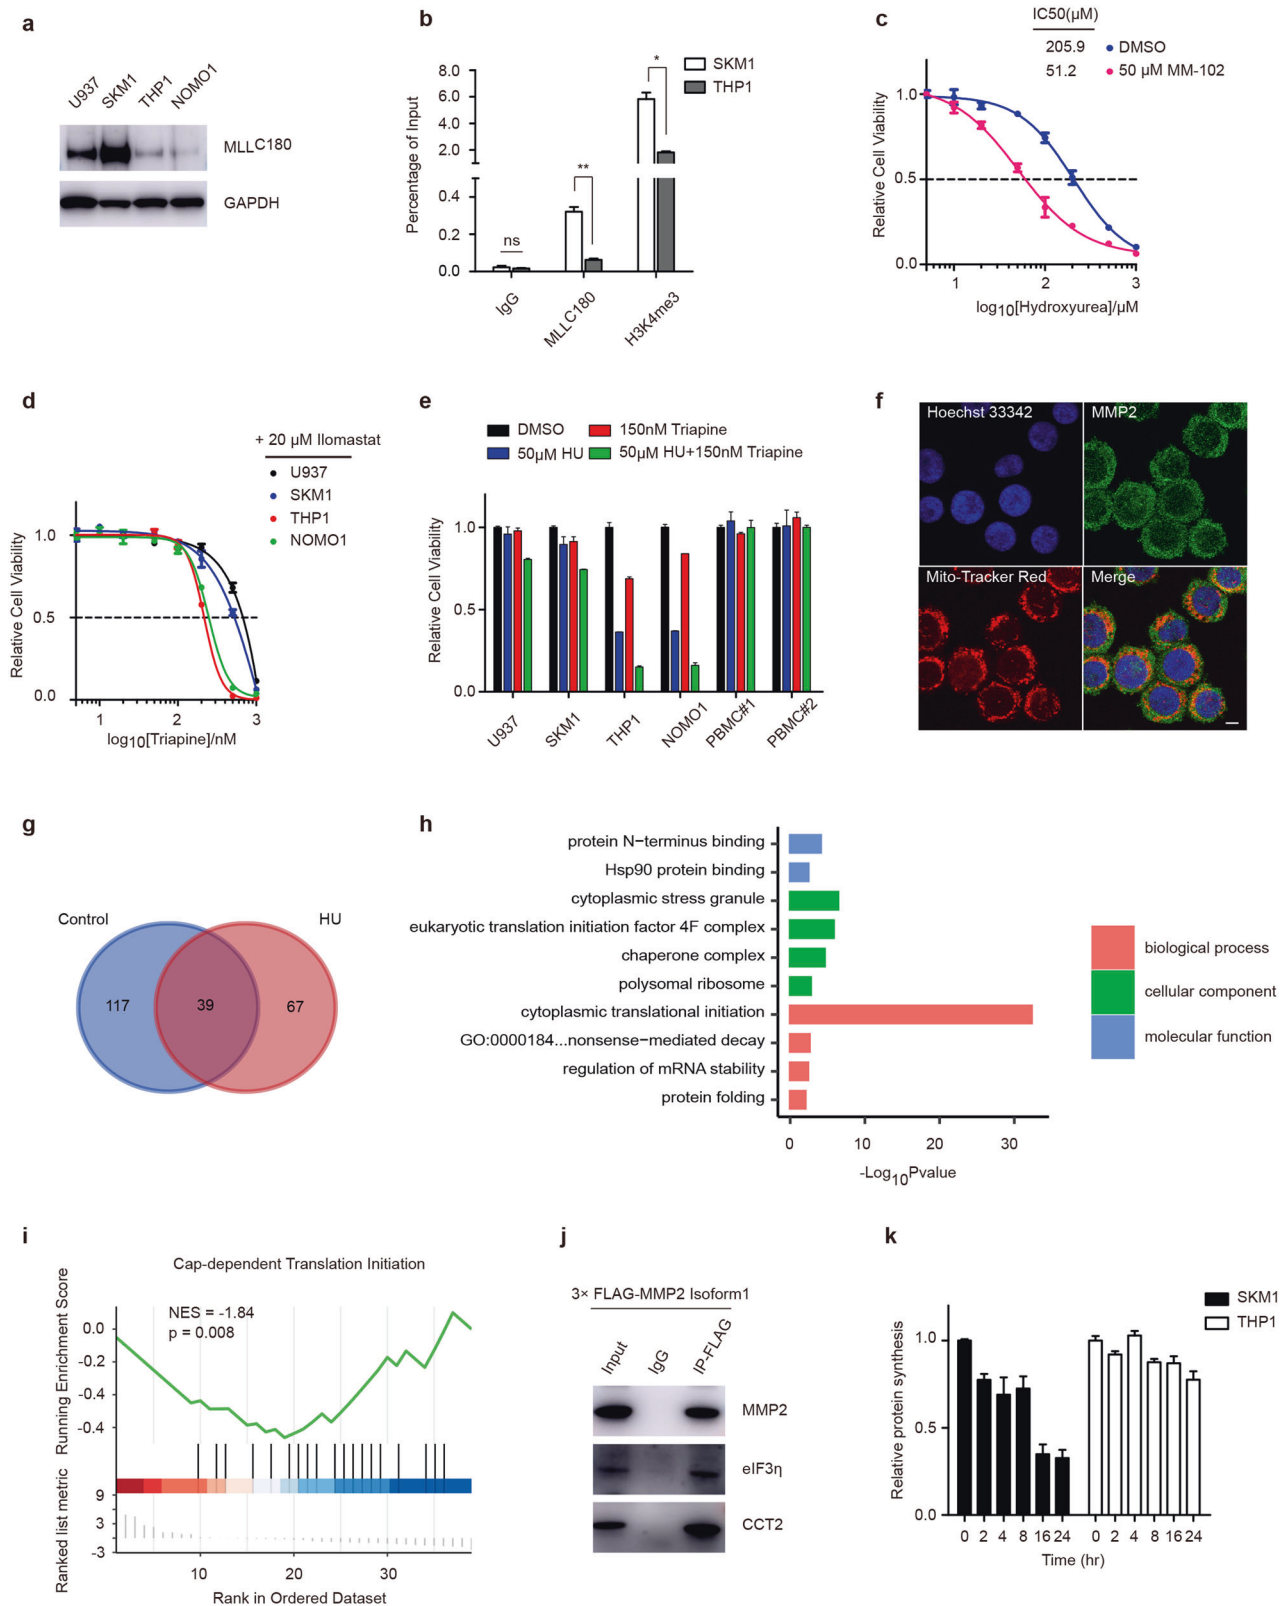 a
U937
SKM1
THP1
NOMO1
MLLC180
GAPDH
b
SKM1
THP1
Percentage of Input
8.0
6.0
4.0
2.0
0.4
0.2
0.0
ns
**
*
IgG
MLLC180
H3K4me3
c
IC50(µM)
205.9
DMSO
51.2
50 µM MM-102
Relative Cell Viability
1.0
0.5
0.0
1
2
3
log10[Hydroxyurea]/µM
d
+ 20 µM Ilomastat
U937
SKM1
THP1
NOMO1
Relative Cell Viability
1.0
0.5
0.0
1
2
3
log10[Triapine]/nM
e
DMSO
150nM Triapine
50µM HU
50µM HU+150nM Triapine
Relative Cell Viability
1.0
0.5
0.0
U937
SKM1
THP1
NOMO1
PBMC#1
PBMC#2
f
Hoechst 33342
MMP2
Mito-Tracker Red
Merge
g
Control
HU
117
39
67
h
protein N−terminus binding
Hsp90 protein binding
cytoplasmic stress granule
eukaryotic translation initiation factor 4F complex
chaperone complex
polysomal ribosome
cytoplasmic translational initiation
GO:0000184...nonsense−mediated decay
regulation of mRNA stability
protein folding
0
10
20
30
-Log10Pvalue
biological process
cellular component
molecular function
i
Cap-dependent Translation Initiation
NES = -1.84
p = 0.008
Running Enrichment Score
0.0
-0.2
-0.4
-0.4
Ranked list metric
9
3
-3
10
20
30
Rank in Ordered Dataset
j
3× FLAG-MMP2 Isoform1
Input
IgG
IP-FLAG
MMP2
eIF3η
CCT2
k
SKM1
THP1
Relative protein synthesis
1.0
0.5
0.0
0 2 4 8 16 24
0 2 4 8 16 24
Time (hr)